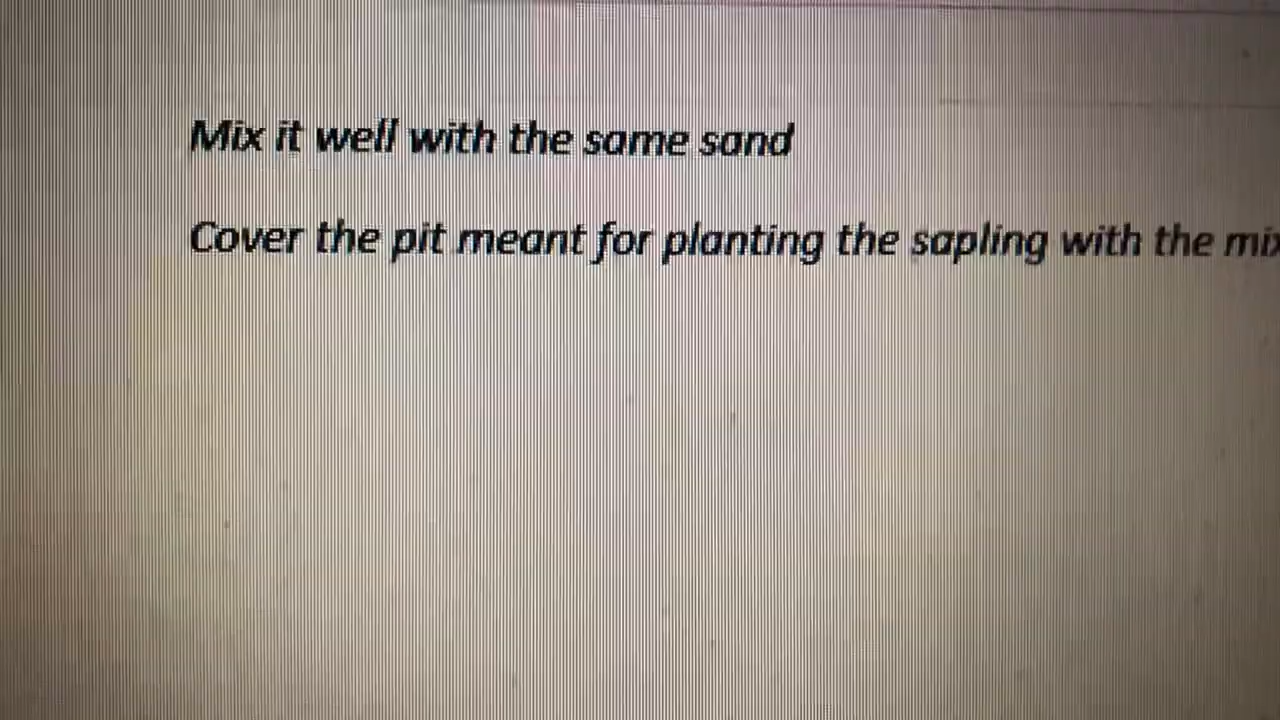 Mix it well with the same sand
Cover the pit meant for planting the sapling with the